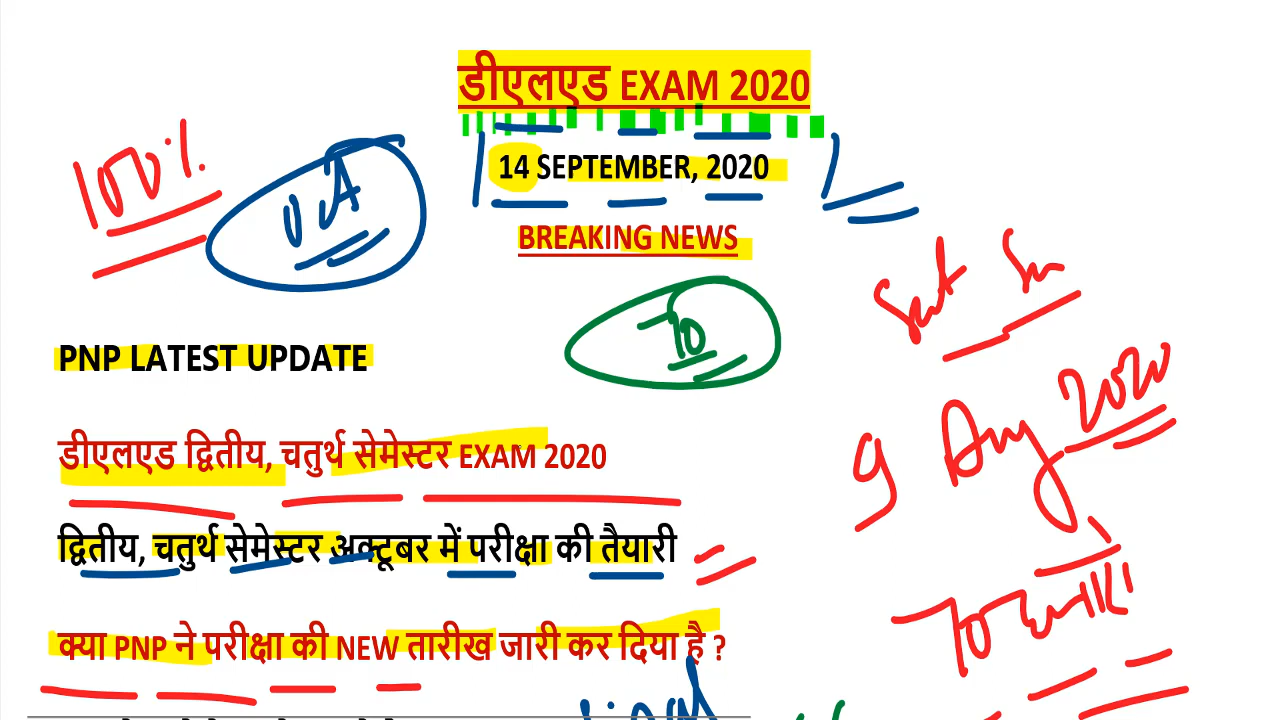 डीएलएड EXAM 2020
14 SEPTEMBER, 2020
100%
BREAKING NEWS
PNP LATEST UPDATE
9 Aug 2020
डीएलएड द्वितीय, चतुर्थ सेमेस्टर EXAM 2020
द्वितीय, चतुर्थ सेमेस्टर अक्टूबर में परीक्षा की तैयारी
क्या PNP ने परीक्षा की NEW तारीख जारी कर दिया है ?